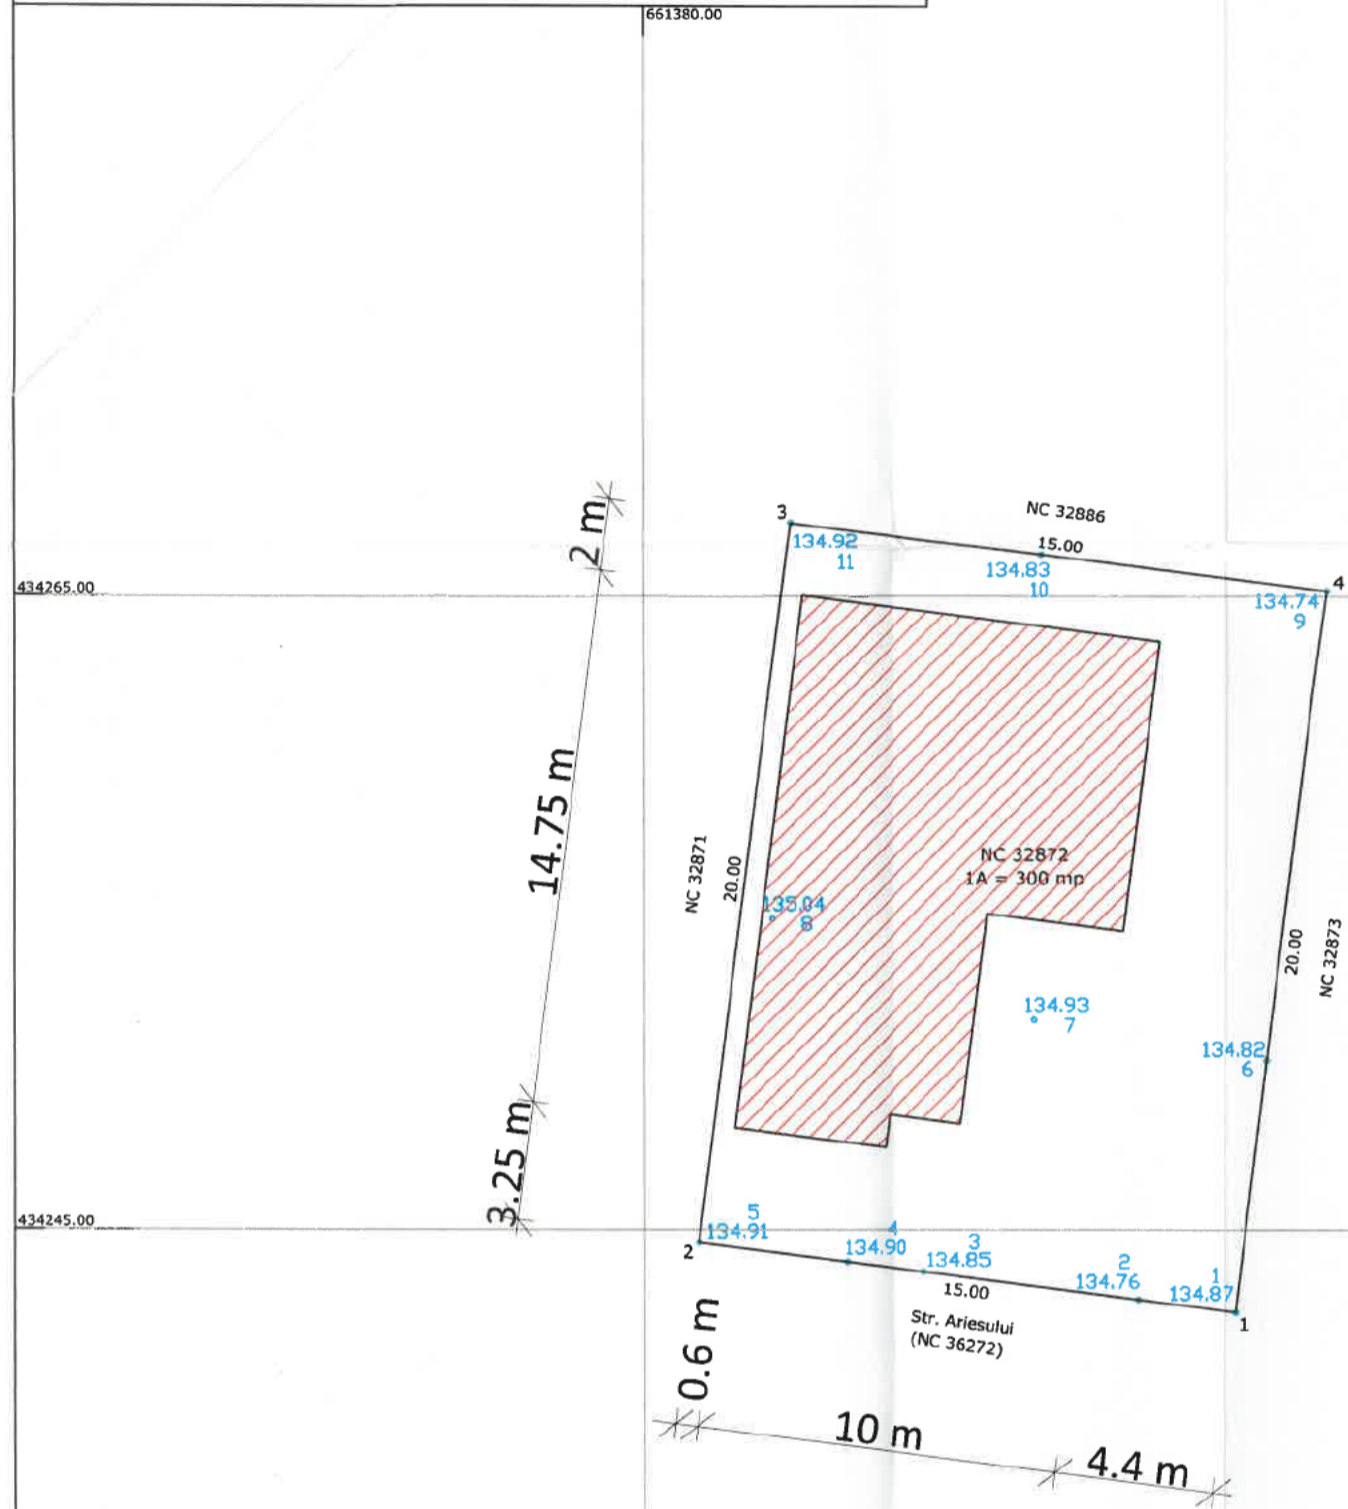 661380.00
2 m
3
NC 32886
134.92
11
15.00
134.83
10
4
134.74
9
434265.00
14.75 m
NC 32871
20.00
NC 32872
1A = 300 mp
135.04
8
134.93
7
20.00
NC 32873
134.82
6
3.25 m
434245.00
2
5
134.91
4
134.90
3
134.85
2
134.76
1
134.87
1
15.00
Str. Ariesului
(NC 36272)
0.6 m
10 m
4.4 m